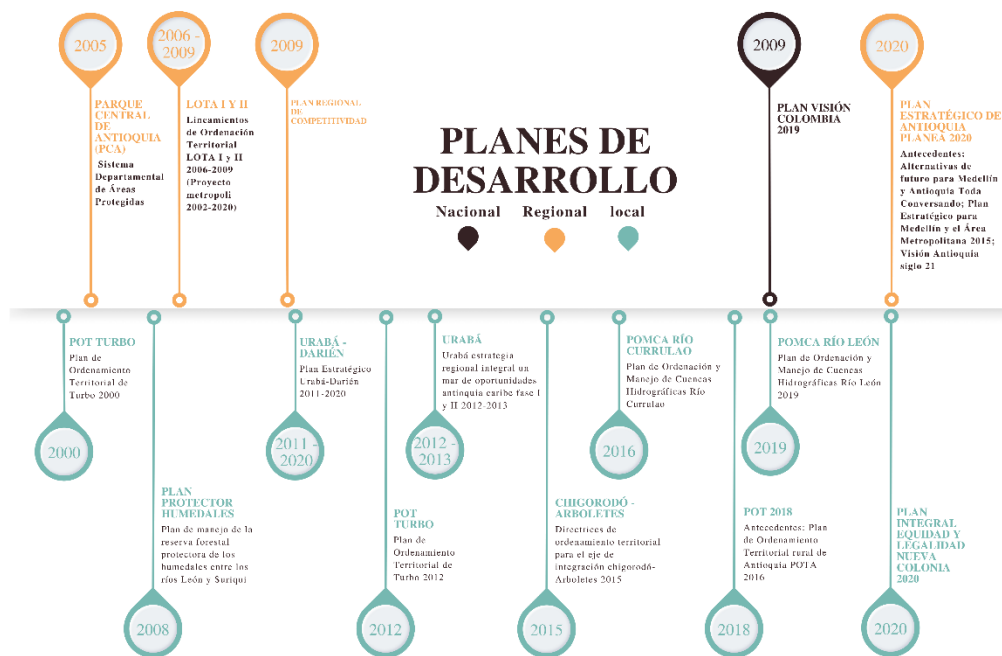 2005
PARQUE
CENTRAL
DE
ANTIOQUIA
(PCA)
Sistema
Departamental
de Áreas
Protegidas
2006 -
2009
LOTA I Y II
Lineamientos
de Ordenación
Territorial
LOTA I y II
2006-2009
(Proyecto
metropoli
2002-2020)
2009
PLAN REGIONAL
DE
COMPETITIVIDAD
PLANES DE
DESARROLLO
Nacional Regional local
2009
PLAN VISIÓN
COLOMBIA
2019
2020
PLAN
ESTRATÉGICO DE
ANTIOQUIA
PLANEA 2020
Antecedentes:
Alternativas de
futuro para Medellín
y Antioquia Toda
Conversando; Plan
Estratégico para
Medellín y el Área
Metropolitana 2015;
Visión Antioquia
siglo 21
POT TURBO
Plan de
Ordenamiento
Territorial de
Turbo 2000
2000
PLAN
PROTECTOR
HUMEDALES
Plan de manejo de la
reserva forestal
protectora de los
humedales entre los
ríos León y Suriqui
2008
URABÁ -
DARIÉN
Plan Estratégico
Urabá-Darién
2011-2020
2011 -
2020
POT
TURBO
Plan de
Ordenamiento
Territorial de
Turbo 2012
2012
URABÁ
Urabá estrategia
regional integral un
mar de oportunidades
antinquia caribe fase I
y II 2012-2013
2012 -
2013
CHIGORODÓ -
ARBOLETES
Directrices de
ordenamiento territorial
para el eje de
integración chigorodó-
Arboletes 2015
2015
POMCA RÍO
CURRULAO
Plan de Ordenación y
Manejo de Cuencas
Hidrográficas Río
Currulao
2016
POT 2018
Antecedentes: Plan
de Ordenamiento
Territorial rural de
Antioquia POTA
2016
2018
POMCA RÍO LEÓN
Plan de Ordenación y
Manejo de Cuencas
Hidrográficas Río León
2019
2019
PLAN
INTEGRAL
EQUIDAD Y
LEGALIDAD
NUEVA
COLONIA
2020
2020